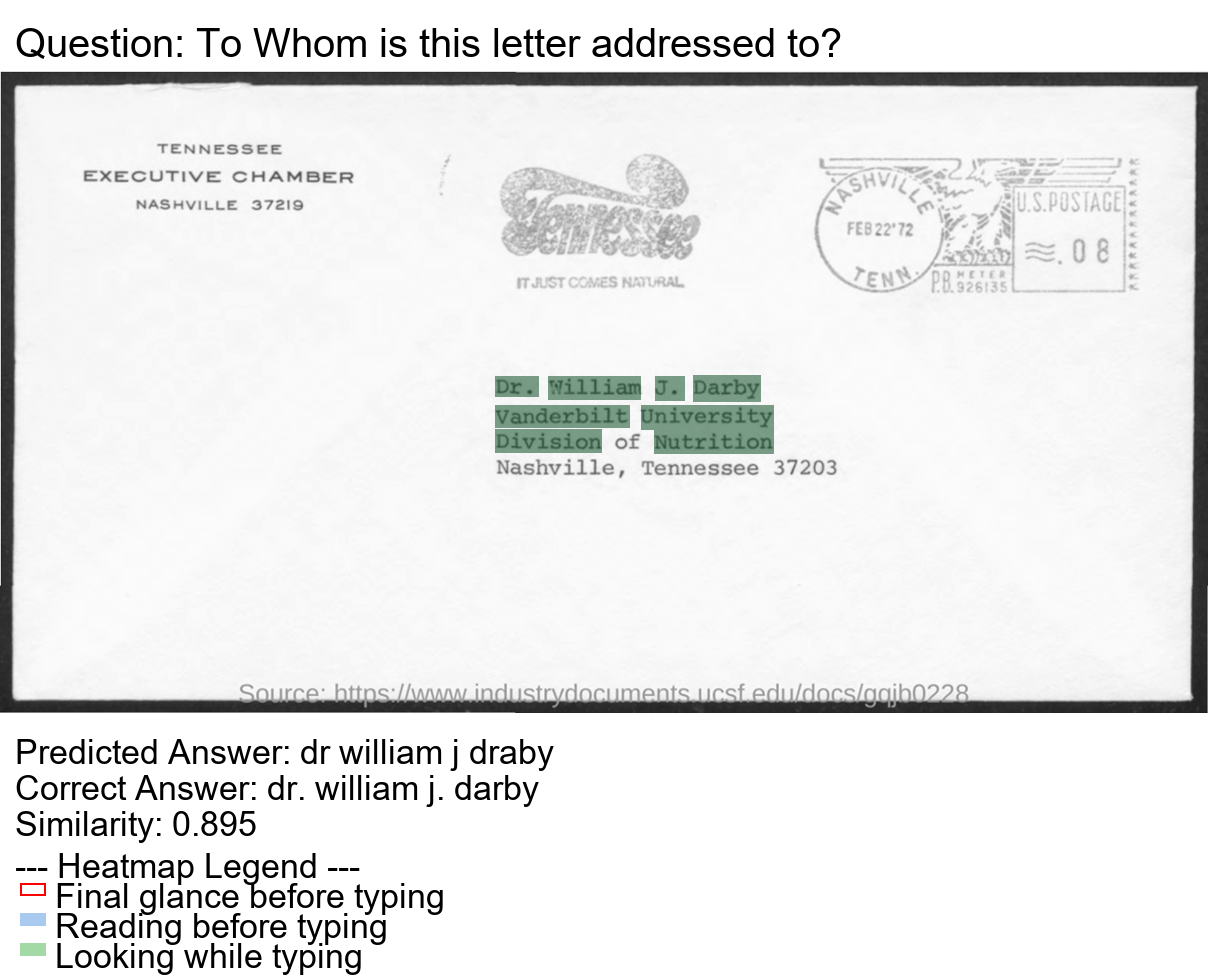 Question: To Whom is this letter addressed to?
TENNESSEE
EXECUTIVE CHAMBER
NASHVILLE 37219
Tennessee
IT JUST COMES NATURAL
NASHVILLE
FEB 22'72
TENN.
U.S. POSTAGE
.08
P.B. METER
926135
Dr. William J. Darby
Vanderbilt University
Division of Nutrition
Nashville, Tennessee 37203
Source: https://www.industrydocuments.ucsf.edu/docs/gqjb0228
Predicted Answer: dr william j draby
Correct Answer: dr. william j. darby
Similarity: 0.895
--- Heatmap Legend ---
Final glance before typing
Reading before typing
Looking while typing